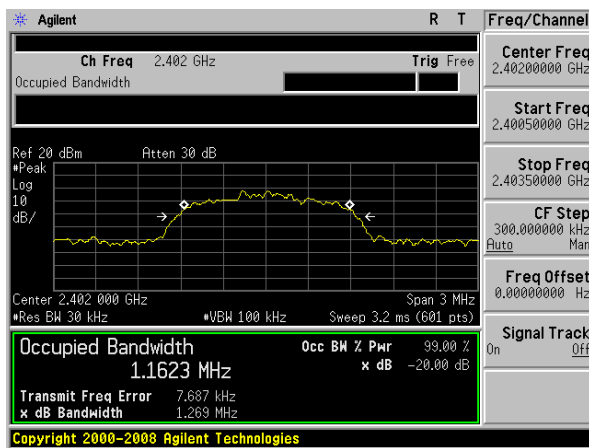 Agilent R T Freq/Channel
Ch Freq 2.402 GHz Trig Free
Occupied Bandwidth
Center Freq
2.40200000 GHz
Start Freq
2.40050000 GHz
Stop Freq
2.40350000 GHz
CF Step
300.000000 kHz
Auto Man
Freq Offset
0.00000000 Hz
Signal Track
On Off
Ref 20 dBm Atten 30 dB
#Peak
Log
10
dB/
Center 2.402 000 GHz Span 3 MHz
#Res BW 30 kHz #VBW 100 kHz Sweep 3.2 ms (601 pts)
Occupied Bandwidth Occ BW % Pwr 99.00 %
1.1623 MHz x dB -20.00 dB
Transmit Freq Error 7.687 kHz
x dB Bandwidth 1.269 MHz
Copyright 2000-2008 Agilent Technologies